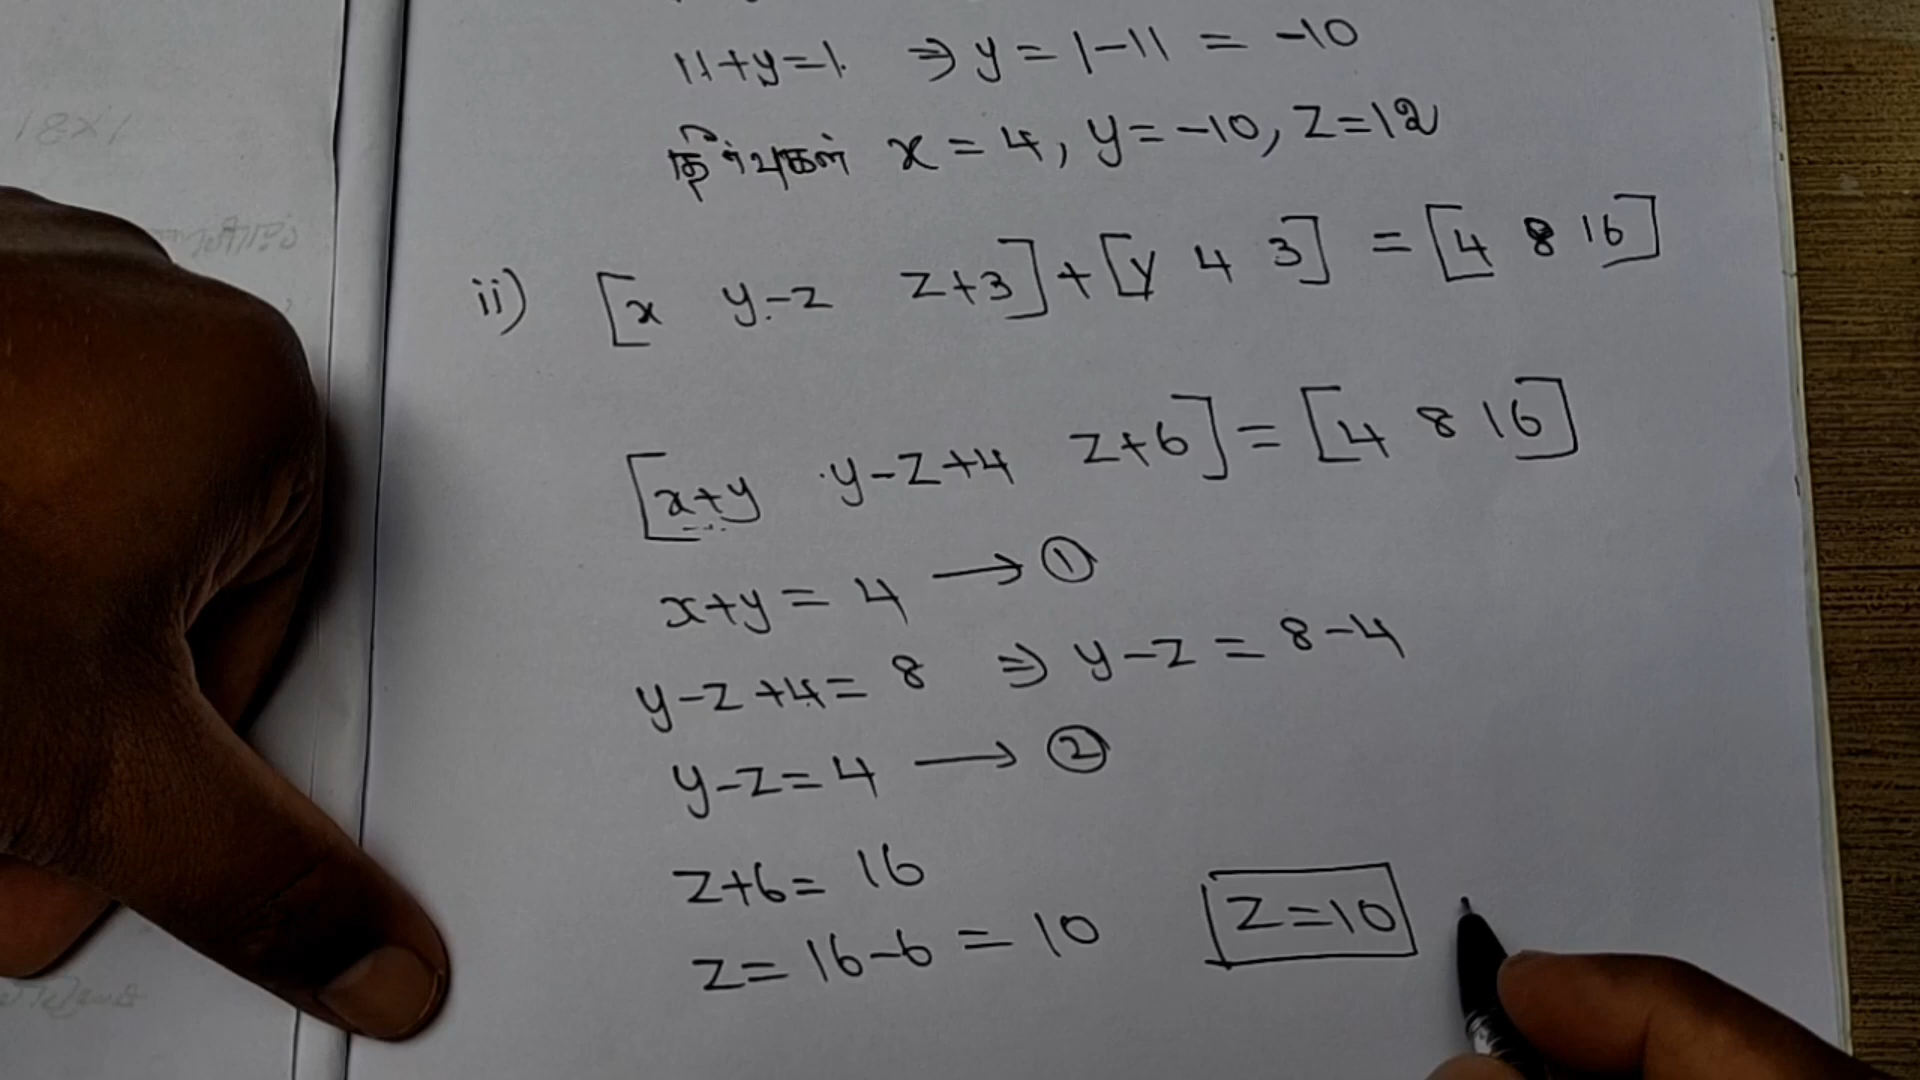 11+y=1 ⇒ y = 1-11 = -10
தீர்வுகள் x = 4, y = -10, z=12
ii) [x y-z z+3] + [y 4 3] = [4 8 16]
[x+y y-z+4 z+6] = [4 8 16]
x+y = 4 → ①
y-z+4= 8 ⇒ y-z = 8-4
y-z=4 → ②
z+6= 16
z= 16-6 = 10 z=10